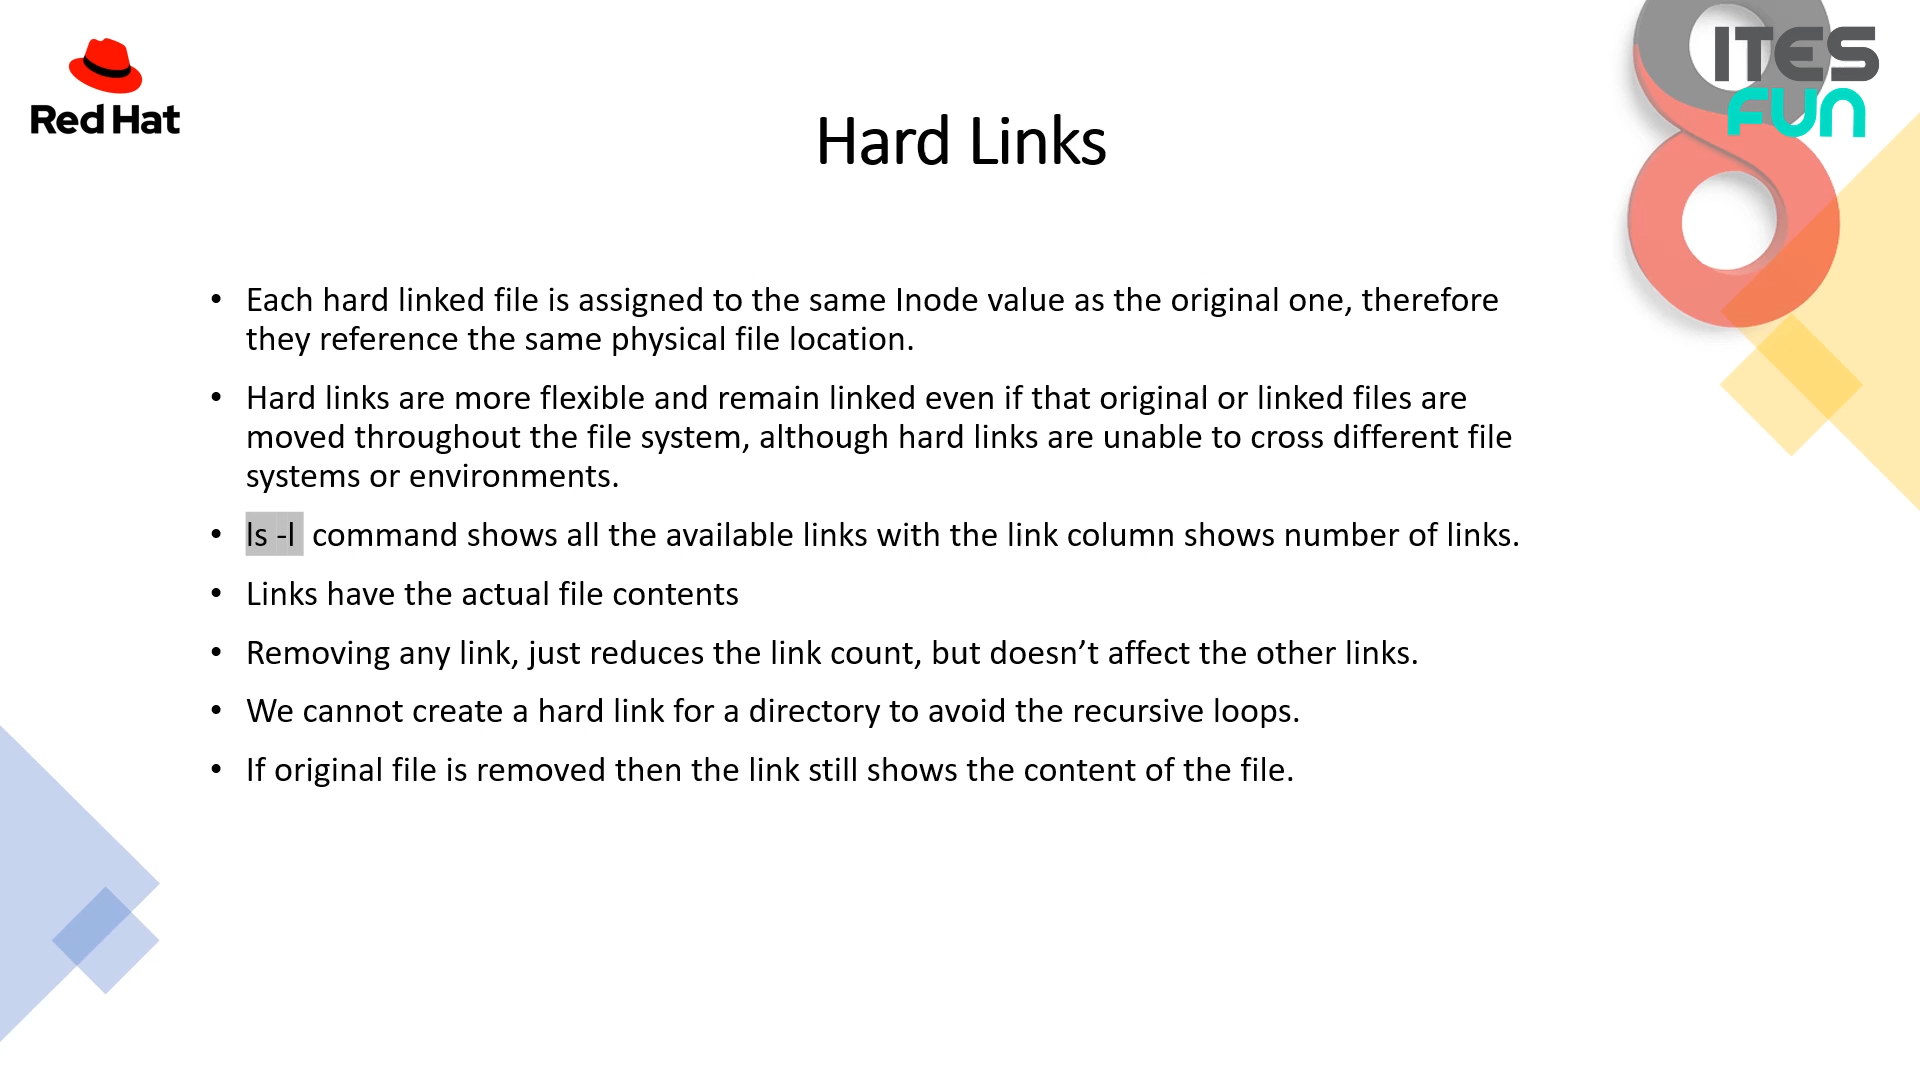 Red Hat
ITES
FUN
Hard Links
• Each hard linked file is assigned to the same Inode value as the original one, therefore
they reference the same physical file location.
• Hard links are more flexible and remain linked even if that original or linked files are
moved throughout the file system, although hard links are unable to cross different file
systems or environments.
• ls -l command shows all the available links with the link column shows number of links.
• Links have the actual file contents
• Removing any link, just reduces the link count, but doesn’t affect the other links.
• We cannot create a hard link for a directory to avoid the recursive loops.
• If original file is removed then the link still shows the content of the file.